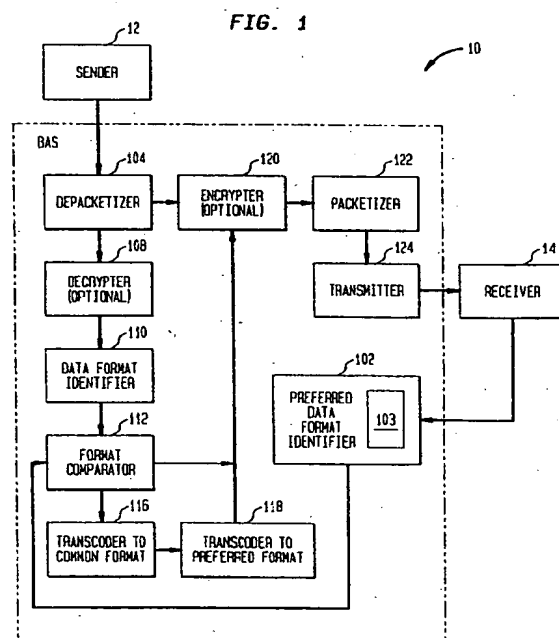 FIG. 1
12
10
SENDER
BAS
104
120
122
DEPACKETIZER
ENCRYPTER
(OPTIONAL)
PACKETIZER
108
124
14
DECRYPTER
(OPTIONAL)
TRANSMITTER
RECEIVER
110
102
DATA FORMAT
IDENTIFIER
PREFERRED
DATA
FORMAT
IDENTIFIER
103
112
FORMAT
COMPARATOR
116
118
TRANSCODER TO
COMMON FORMAT
TRANSCODER TO
PREFERRED FORMAT